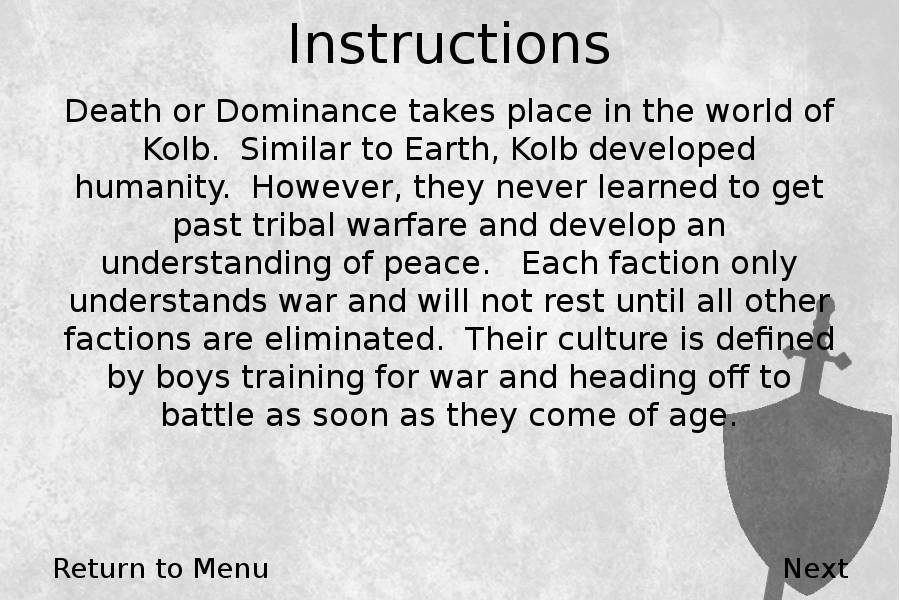 Instructions
Death or Dominance takes place in the world of
Kolb.  Similar to Earth, Kolb developed
humanity.  However, they never learned to get
past tribal warfare and develop an
understanding of peace.   Each faction only
understands war and will not rest until all other
factions are eliminated.  Their culture is defined
by boys training for war and heading off to
battle as soon as they come of age.
Return to Menu
Next